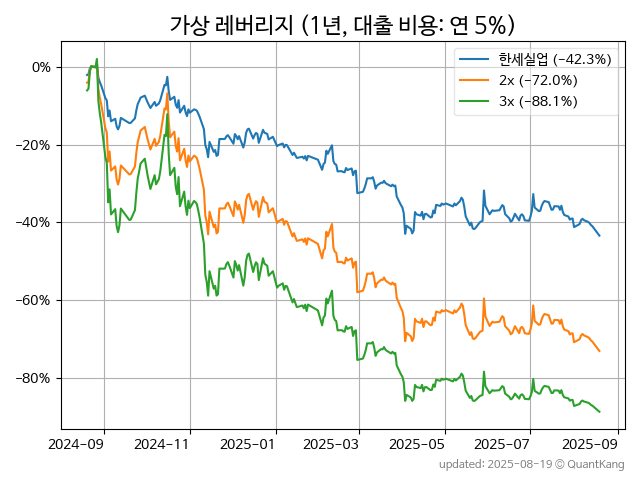 가상 레버리지 (1년, 대출 비용: 연 5%)
한세실업 (−42.3%)
2x (−72.0%)
3x (−88.1%)
0%
−20%
−40%
−60%
−80%
2024-09 2024-11 2025-01 2025-03 2025-05 2025-07 2025-09
updated: 2025-08-19 © QuantKang